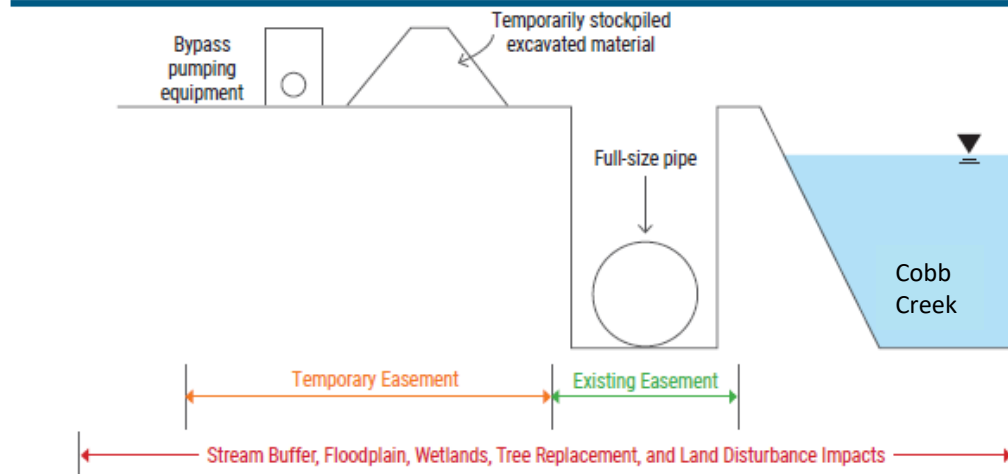 Temporarily stockpiled
excavated material
Bypass
pumping
equipment
Full-size pipe
Cobb
Creek
Temporary Easement
Existing Easement
Stream Buffer, Floodplain, Wetlands, Tree Replacement, and Land Disturbance Impacts